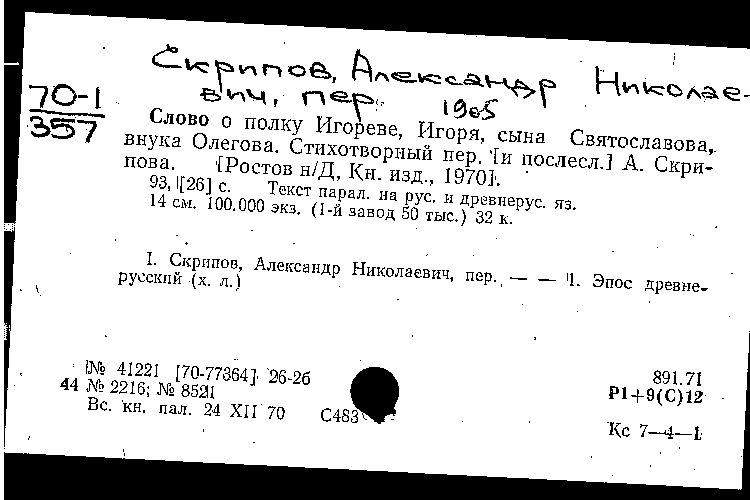 Скрипов, Александр Николае-
вич, пер.
1905
70-1
357
Слово о полку Игореве, Игоря, сына Святославова,
внука Олегова. Стихотворный пер. [и послесл.] А. Скри-
пова. [Ростов н/Д, Кн. изд., 1970].
93, [26] с. Текст парал. на рус. и древнерус. яз.
14 см. 100.000 экз. (1-й завод 50 тыс.) 32 к.
I. Скрипов, Александр Николаевич, пер. — — 1. Эпос древне-
русский (х. л.)
№ 41221 [70-77364] 26-26
44 № 2216; № 8521
Вс. кн. пал. 24 XII 70 С483
891.71
Р1+9(С)12
Кс 7—4—1